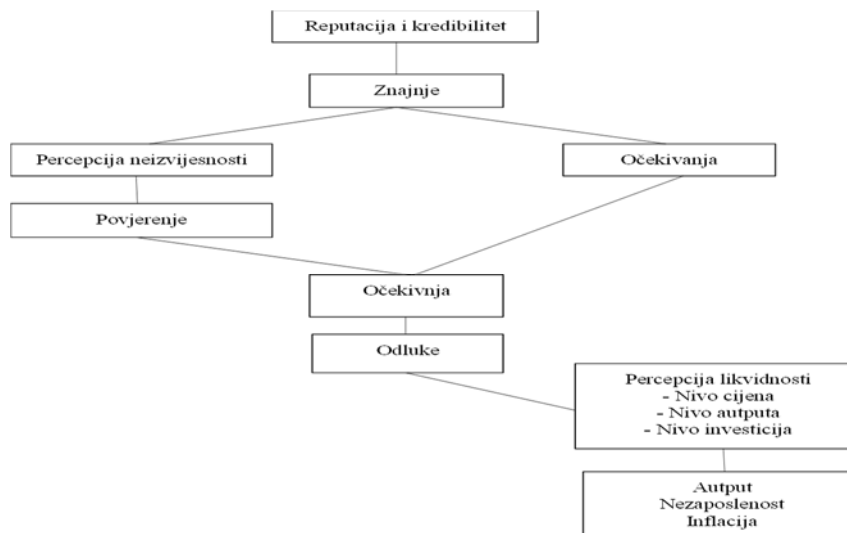 Reputacija i kredibilitet
Znajnje
Percepcija neizvijesnosti
Očekivanja
Povjerenje
Očekivnja
Odluke
Percepcija likvidnosti
- Nivo cijena
- Nivo autputa
- Nivo investicija
Autput
Nezaposlenost
Inflacija